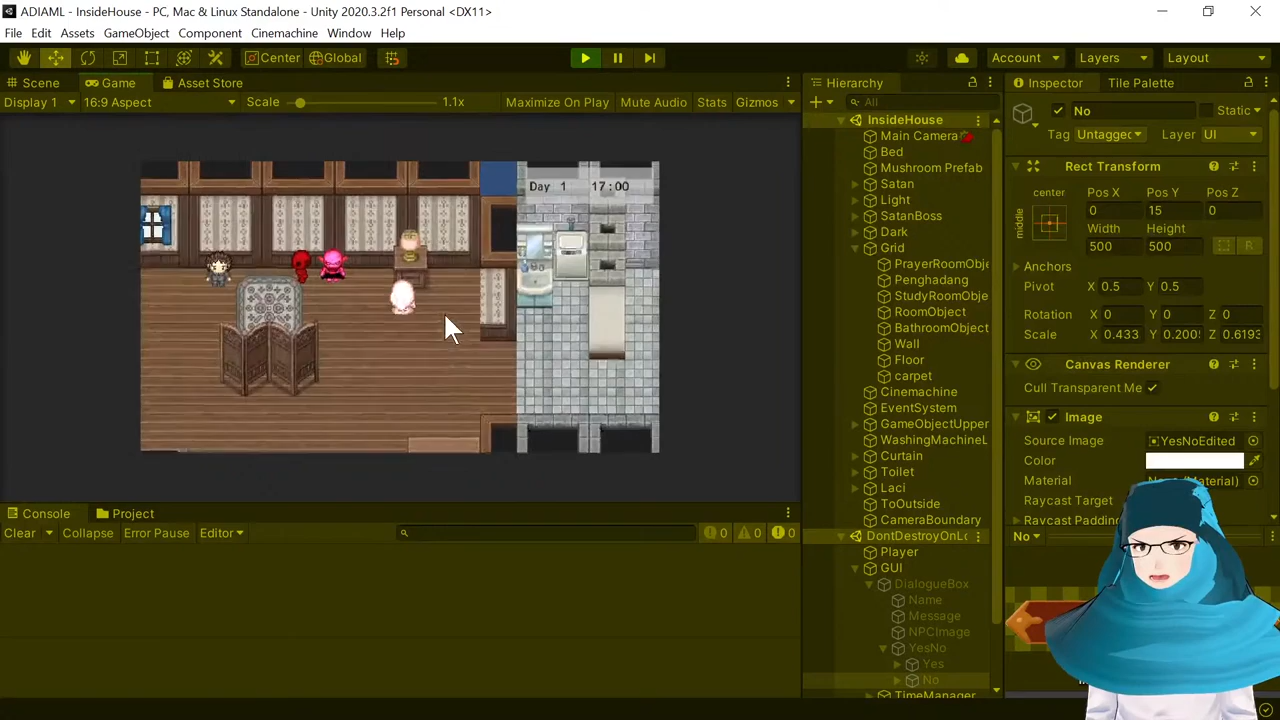 ADIAML - InsideHouse - PC, Mac & Linux Standalone - Unity 2020.3.2f1 Personal <DX11>
File Edit Assets GameObject Component Cinemachine Window Help
Center Global Account Layers Layout
Scene Game Asset Store
Display 1 16:9 Aspect Scale 1.1x Maximize On Play Mute Audio Stats Gizmos
Day 1 17:00
Console Project
Clear Collapse Error Pause Editor 0 0 0
Hierarchy
All
InsideHouse
Main Camera
Bed
Mushroom Prefab
Satan
Light
SatanBoss
Dark
Grid
PrayerRoomObje
Penghadang
StudyRoomObje
RoomObject
BathroomObject
Wall
Floor
carpet
Cinemachine
EventSystem
GameObjectUpper
WashingMachineL
Curtain
Toilet
Laci
ToOutside
CameraBoundary
DontDestroyOnLo
Player
GUI
DialogueBox
Name
Message
NPCImage
YesNo
Yes
No
TimeManager
Inspector Tile Palette
No Static
Tag Untagged Layer UI
Rect Transform
center
middle
Pos X Pos Y Pos Z
0 15 0
Width Height
500 500
R
Anchors
Pivot X 0.5 Y 0.5
Rotation X 0 Y 0 Z 0
Scale X 0.433 Y 0.200 Z 0.6193
Canvas Renderer
Cull Transparent Me
Image
Source Image YesNoEdited
Color
Material None (Material)
Raycast Target
Raycast Padding
No